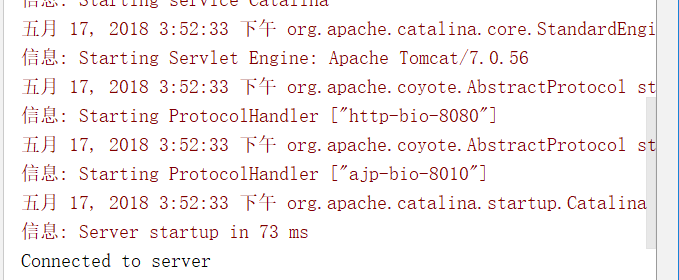 信息: Starting service Catalina
五月 17, 2018 3:52:33 下午 org.apache.catalina.core.StandardEngi
信息: Starting Servlet Engine: Apache Tomcat/7.0.56
五月 17, 2018 3:52:33 下午 org.apache.coyote.AbstractProtocol st
信息: Starting ProtocolHandler ["http-bio-8080"]
五月 17, 2018 3:52:33 下午 org.apache.coyote.AbstractProtocol st
信息: Starting ProtocolHandler ["ajp-bio-8010"]
五月 17, 2018 3:52:33 下午 org.apache.catalina.startup.Catalina
信息: Server startup in 73 ms
Connected to server